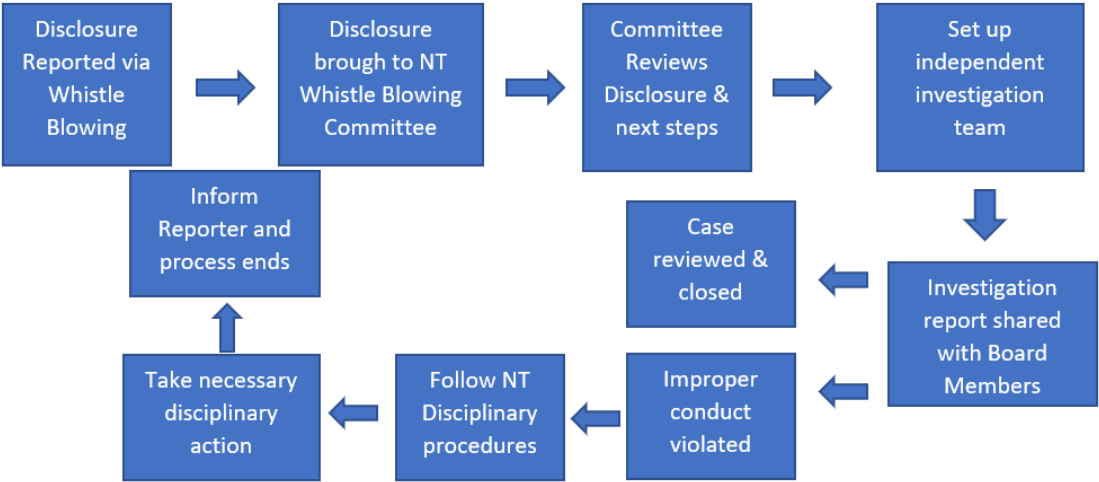 Disclosure
Reported via
Whistle
Blowing
Disclosure
brough to NT
Whistle Blowing
Committee
Committee
Reviews
Disclosure &
next steps
Set up
independent
investigation
team
Investigation
report shared
with Board
Members
Case
reviewed &
closed
Improper
conduct
violated
Follow NT
Disciplinary
procedures
Take necessary
disciplinary
action
Inform
Reporter and
process ends